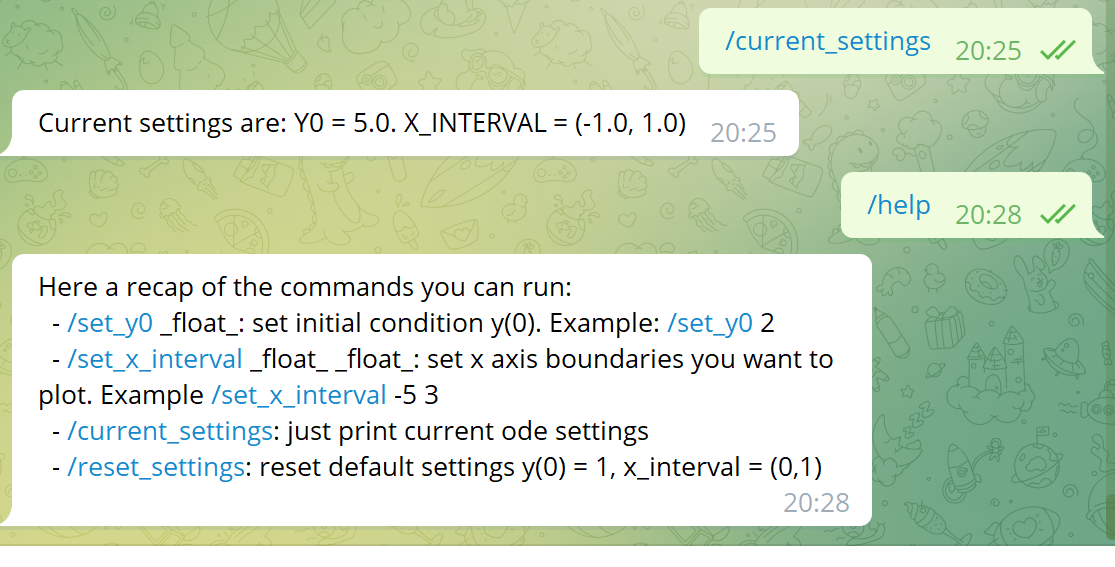 /current_settings 20:25
Current settings are: Y0 = 5.0. X_INTERVAL = (-1.0, 1.0) 20:25
/help 20:28
Here a recap of the commands you can run:
- /set_y0 _float_: set initial condition y(0). Example: /set_y0 2
- /set_x_interval _float_ _float_: set x axis boundaries you want to
plot. Example /set_x_interval -5 3
- /current_settings: just print current ode settings
- /reset_settings: reset default settings y(0) = 1, x_interval = (0,1)
20:28